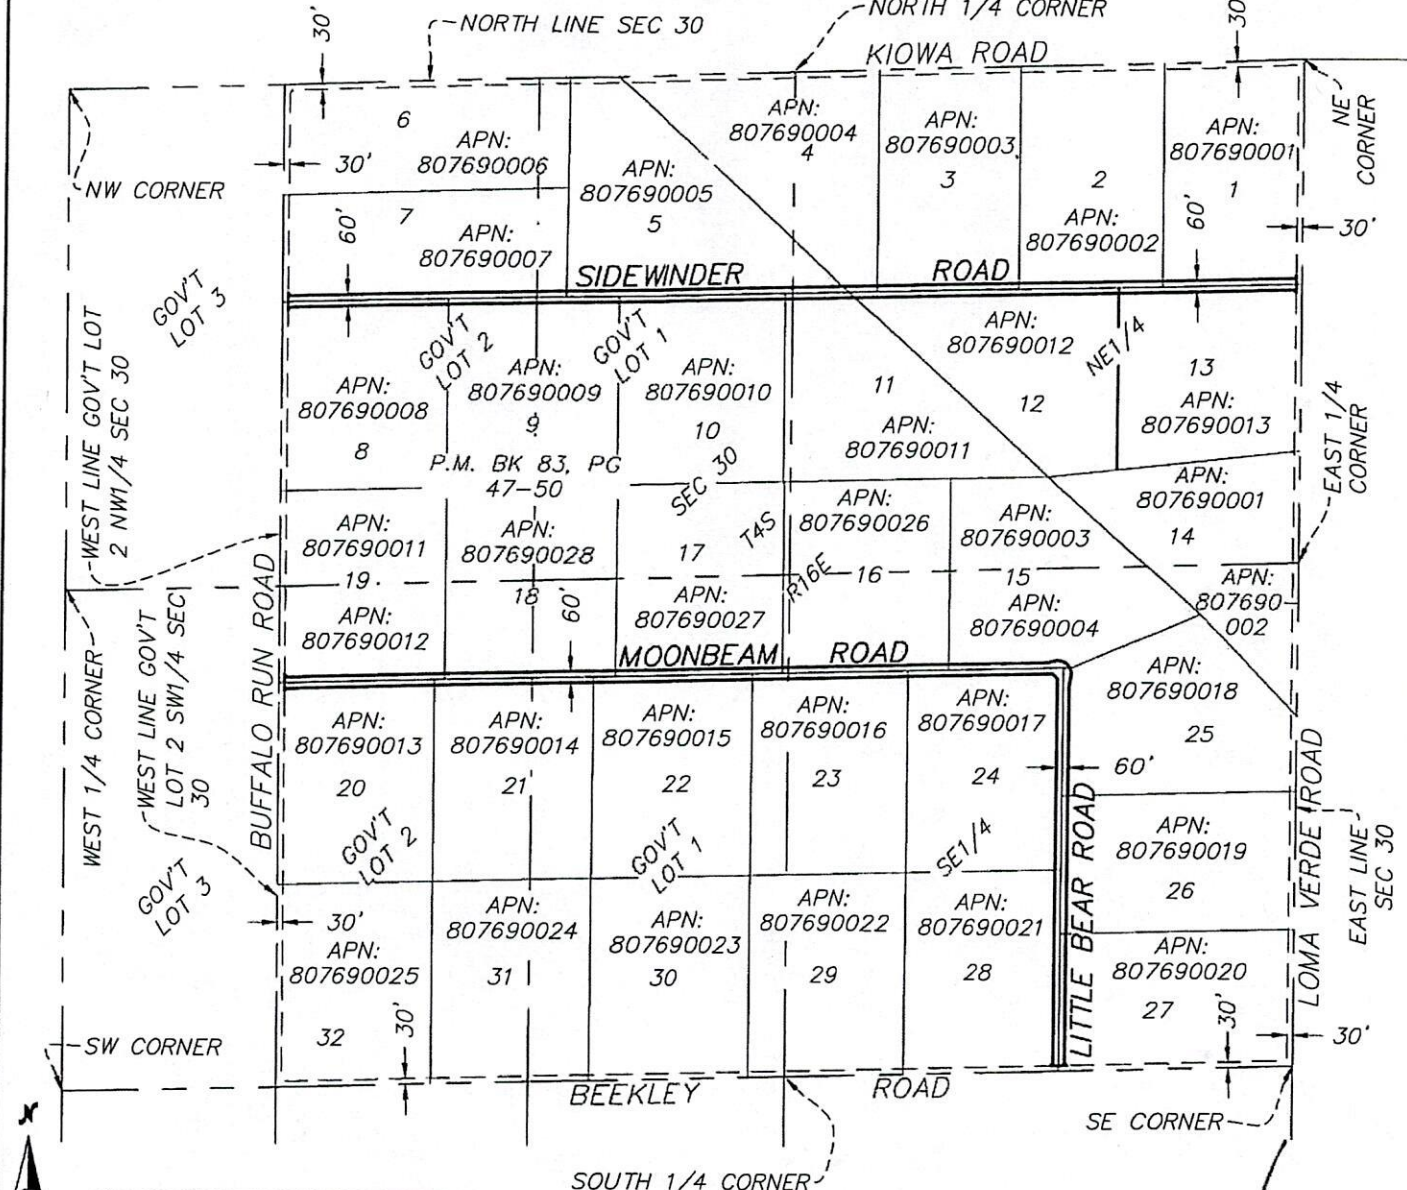 30'
NORTH LINE SEC 30
NORTH 1/4 CORNER
30'
KIOWA ROAD
NE
CORNER
NW CORNER
6
APN:
807690006
30'
7
APN:
807690007
60'
APN:
807690005
5
APN:
807690004
4
APN:
807690003
3
2
APN:
807690002
APN:
807690001
1
60'
30'
SIDEWINDER ROAD
GOV'T
LOT 3
WEST LINE GOV'T LOT
2 NW1/4 SEC 30
GOV'T
LOT 2
GOV'T
LOT 1
APN:
807690008
8
APN:
807690009
9
APN:
807690010
10
11
APN:
807690011
APN:
807690012
12
NE1/4
13
APN:
807690013
EAST 1/4
CORNER
P.M. BK 83, PG
47-50
SEC 30
T4S
R16E
APN:
807690011
19
APN:
807690012
APN:
807690028
18
60'
17
APN:
807690027
APN:
807690026
16
APN:
807690003
15
APN:
807690004
APN:
807690001
14
APN:
807690-
002
MOONBEAM ROAD
WEST 1/4 CORNER
WEST LINE GOV'T
LOT 2 SW1/4 SEC
30
BUFFALO RUN ROAD
APN:
807690013
20
APN:
807690014
21
APN:
807690015
22
APN:
807690016
23
APN:
807690017
24
APN:
807690018
25
60'
GOV'T
LOT 2
GOV'T
LOT 1
SE1/4
LITTLE BEAR ROAD
APN:
807690019
26
LOMA VERDE ROAD
EAST LINE
SEC 30
GOV'T
LOT 3
30'
APN:
807690025
32
30'
APN:
807690024
31
APN:
807690023
30
APN:
807690022
29
APN:
807690021
28
APN:
807690020
27
30'
30'
SW CORNER
BEEKLEY ROAD
SE CORNER
SOUTH 1/4 CORNER
N